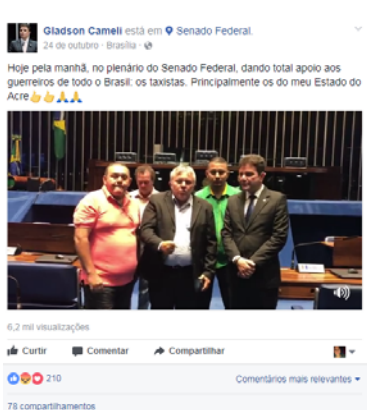 Gladson Cameli está em Senado Federal.
24 de outubro · Brasília ·
Hoje pela manhã, no plenário do Senado Federal, dando total apoio aos
guerreiros de todo o Brasil: os taxistas. Principalmente os do meu Estado do
Acre👍👍🙏🙏
6,2 mil visualizações
Curtir Comentar Compartilhar
210 Comentários mais relevantes
78 compartilhamentos